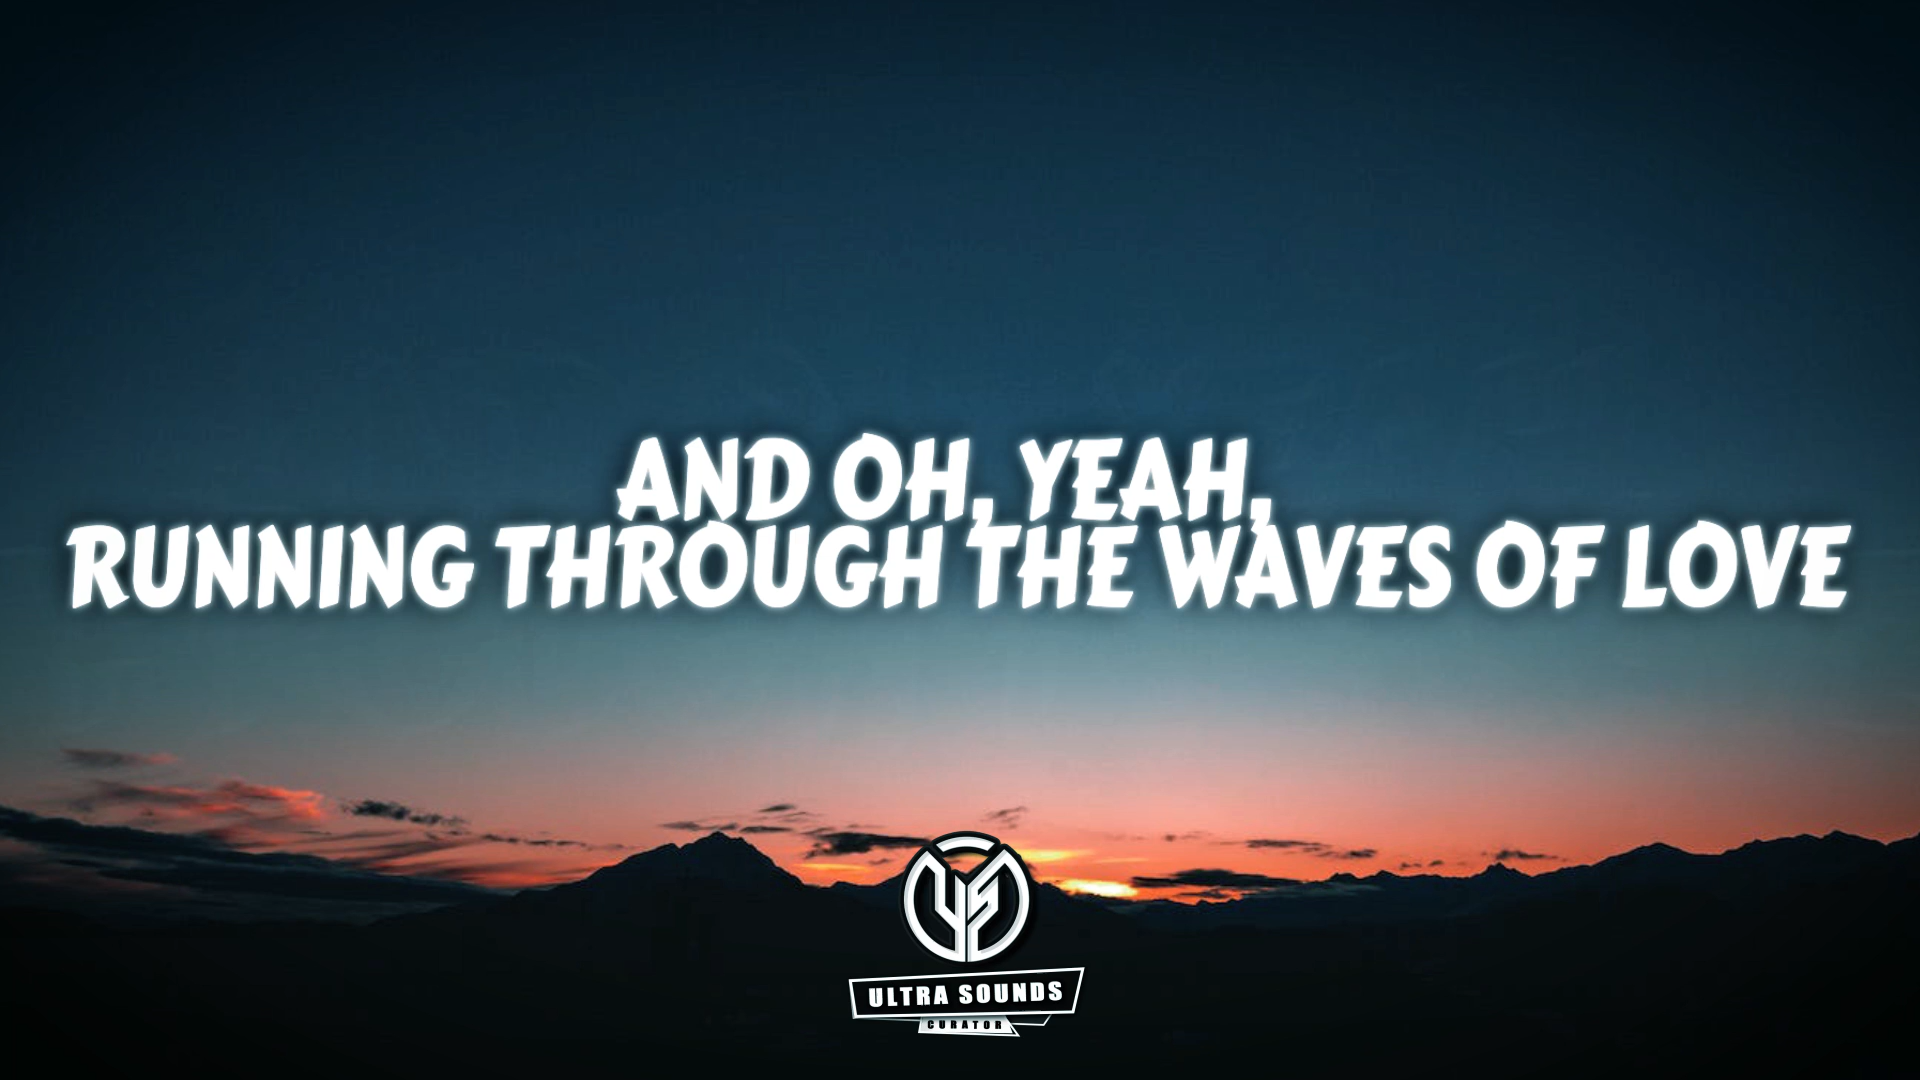 AND OH, YEAH,
RUNNING THROUGH THE WAVES OF LOVE
ULTRA SOUNDS
CURATOR